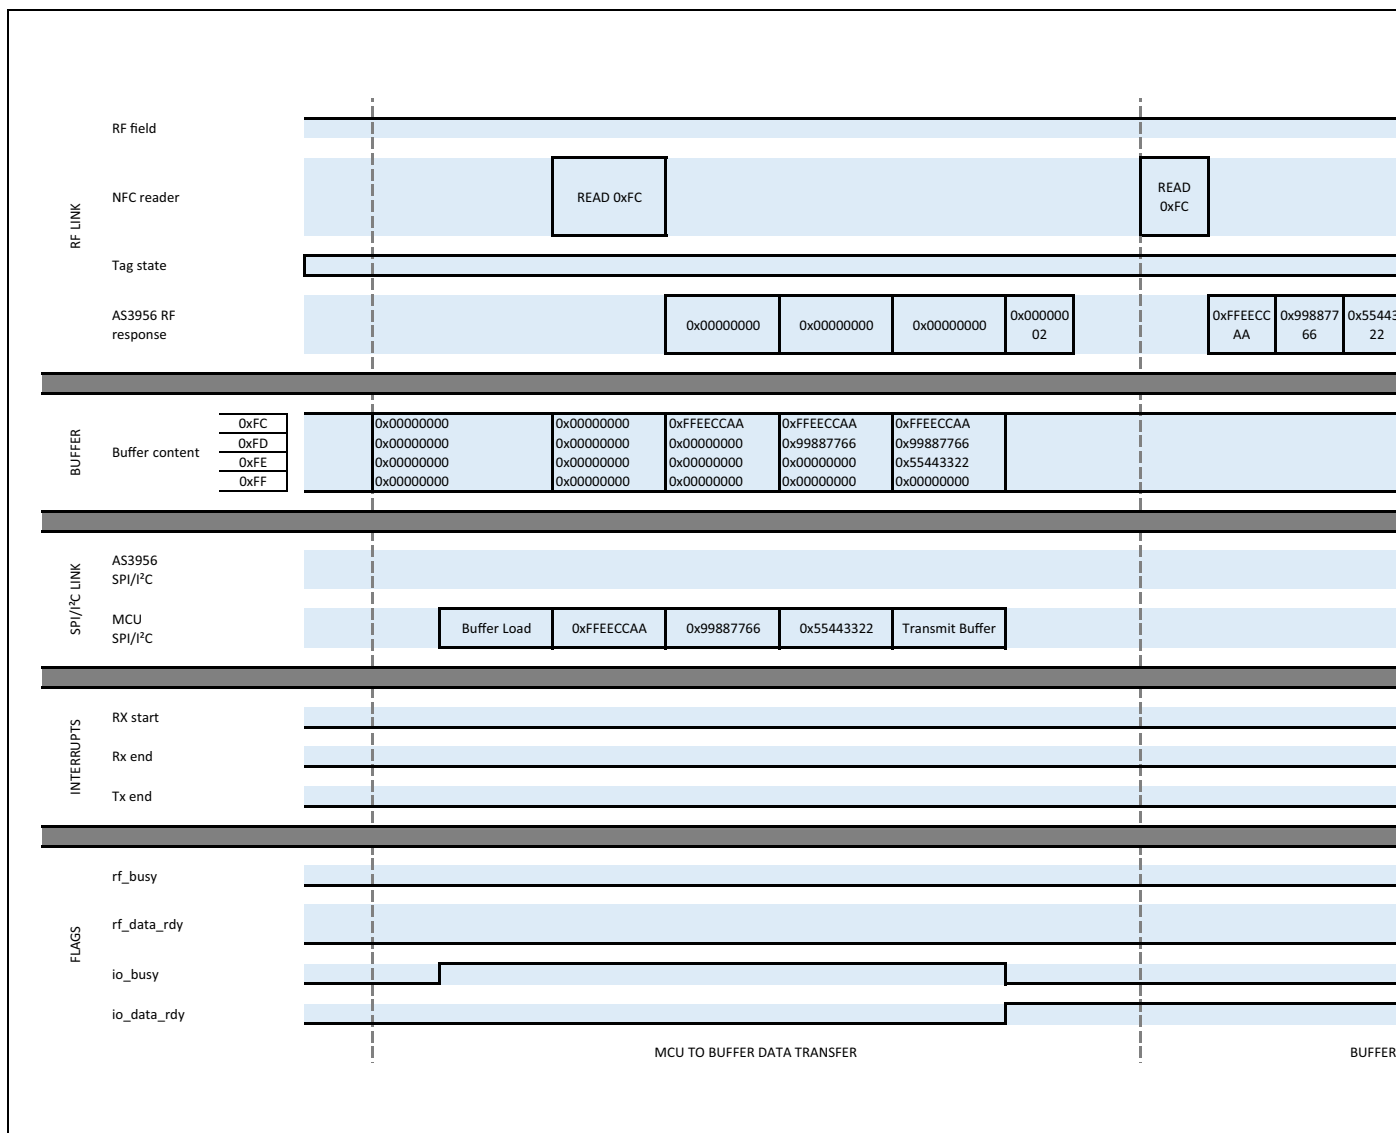 RF LINK
RF field
NFC reader
READ 0xFC
READ
0xFC
Tag state
AS3956 RF
response
0x00000000
0x00000000
0x00000000
0x000000
02
0xFFEECC
AA
0x998877
66
0x55443
22
BUFFER
Buffer content
0xFC
0xFD
0xFE
0xFF
0x00000000 0x00000000 0xFFEECCAA 0xFFEECCAA 0xFFEECCAA
0x00000000 0x00000000 0x00000000 0x99887766 0x99887766
0x00000000 0x00000000 0x00000000 0x00000000 0x55443322
0x00000000 0x00000000 0x00000000 0x00000000 0x00000000
SPI/I²C LINK
AS3956
SPI/I²C
MCU
SPI/I²C
Buffer Load
0xFFEECCAA
0x99887766
0x55443322
Transmit Buffer
INTERRUPTS
RX start
Rx end
Tx end
FLAGS
rf_busy
rf_data_rdy
io_busy
io_data_rdy
MCU TO BUFFER DATA TRANSFER
BUFFER